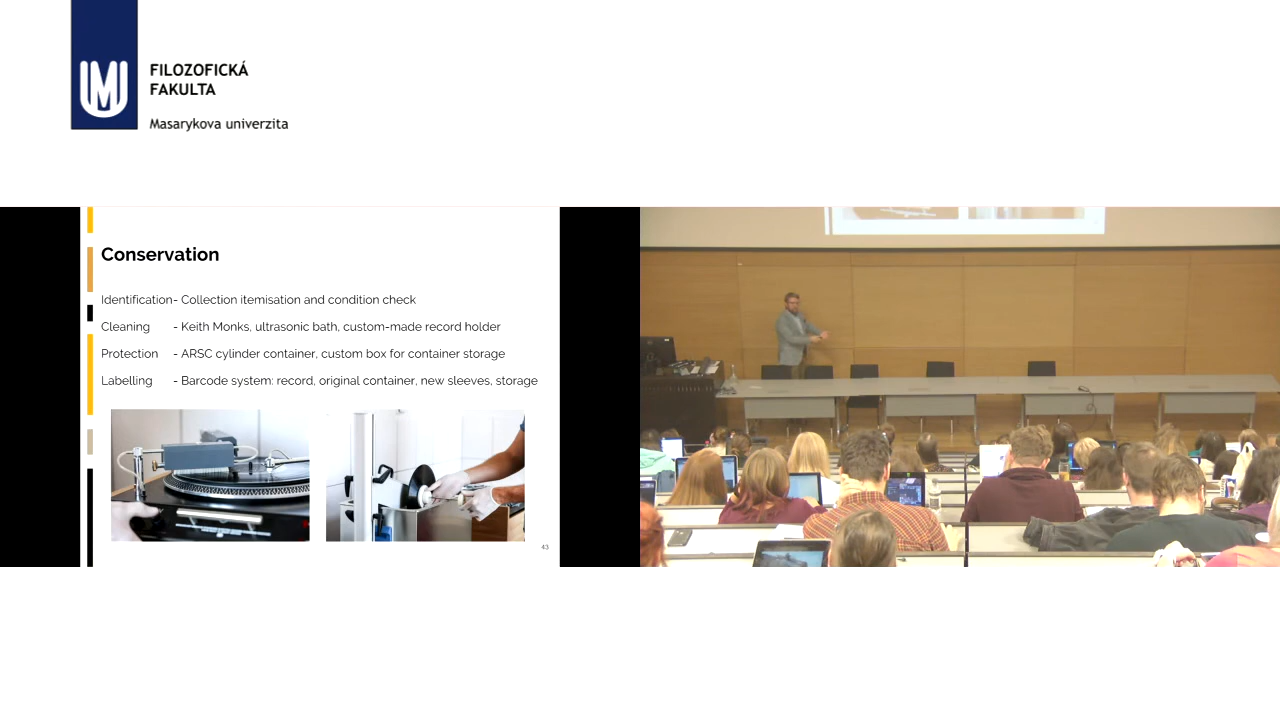 FILOZOFICKÁ
FAKULTA
Masarykova univerzita
Conservation
Identification- Collection itemisation and condition check
Cleaning - Keith Monks, ultrasonic bath, custom-made record holder
Protection - ARSC cylinder container, custom box for container storage
Labelling - Barcode system: record, original container, new sleeves, storage
43